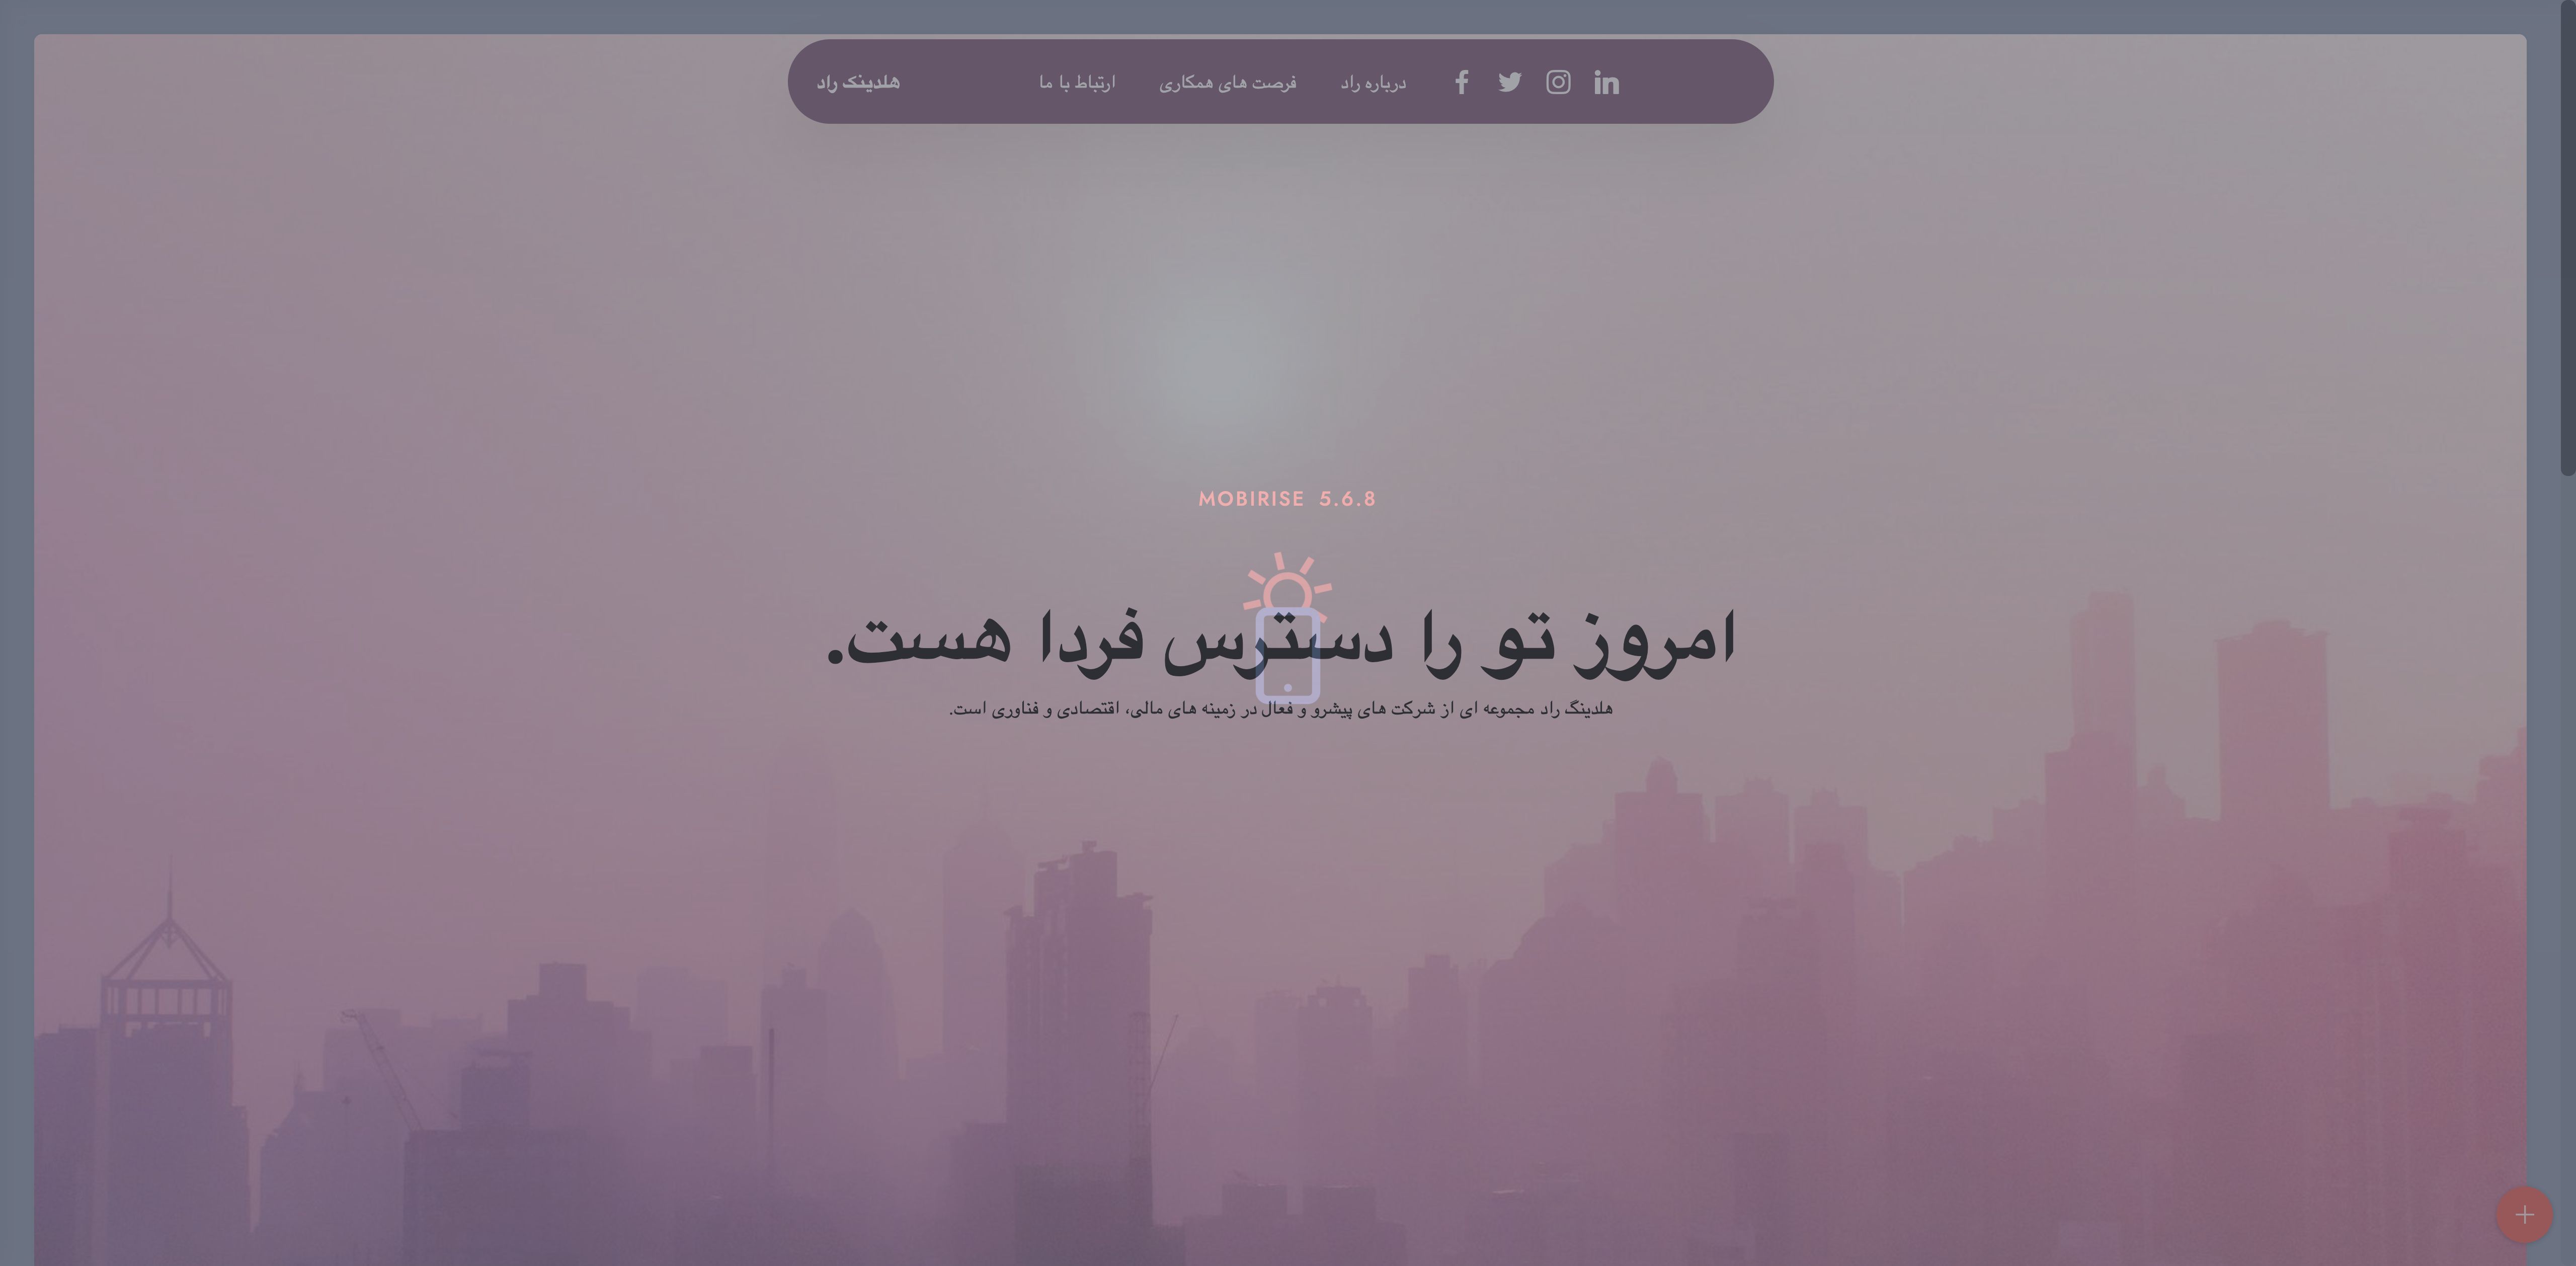 هلدینگ راد
ارتباط با ما
فرصت های همکاری
درباره راد
MOBIRISE 5.6.8
امروز تو را دسترس فردا هست.
هلدینگ راد مجموعه ای از شرکت های پیشرو و فعال در زمینه های مالی، اقتصادی و فناوری است.